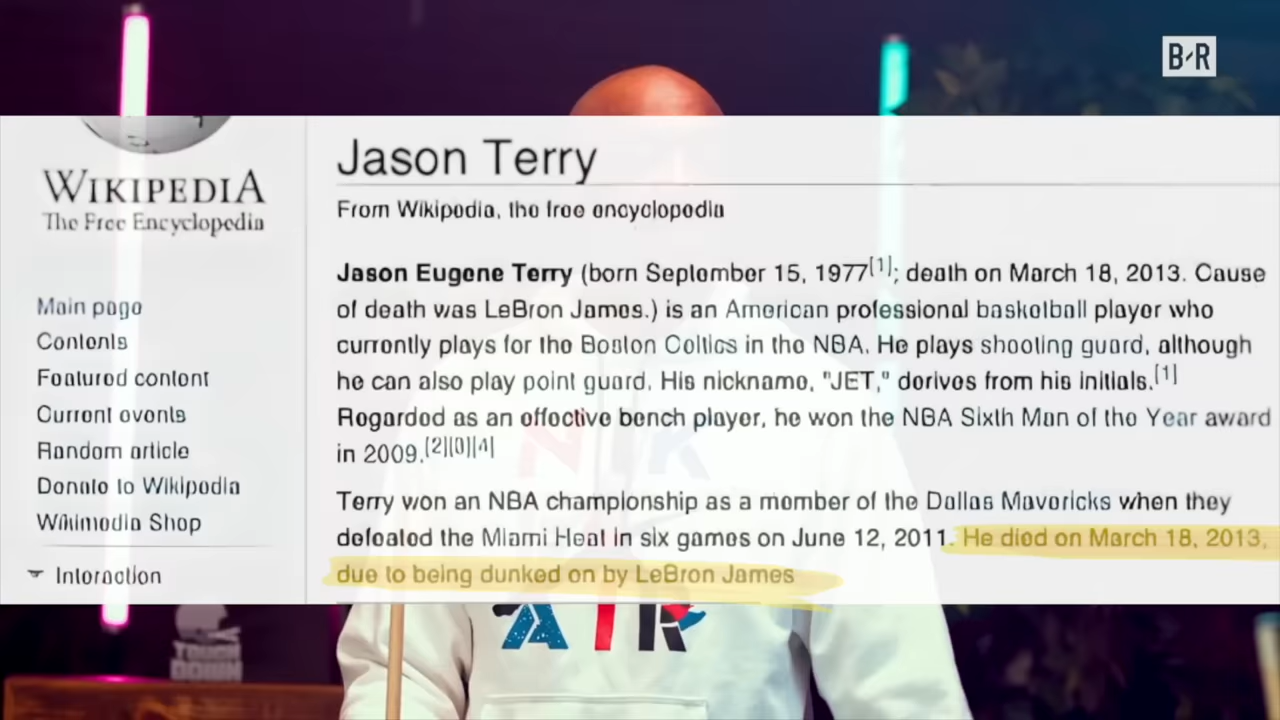 B/R
WIKIPEDIA
The Free Encyclopedia
Main page
Contents
Featured content
Current events
Random article
Donate to Wikipedia
Wikimedia Shop
Interaction
Jason Terry
From Wikipedia, the free encyclopedia
Jason Eugene Terry (born September 15, 1977[1]; death on March 18, 2013. Cause
of death was LeBron James.) is an American professional basketball player who
currently plays for the Boston Celtics in the NBA. He plays shooting guard, although
he can also play point guard. His nickname, "JET," derives from his initials.[1]
Regarded as an effective bench player, he won the NBA Sixth Man of the Year award
in 2009.
Terry won an NBA championship as a member of the Dallas Mavericks when they
defeated the Miami Heat in six games on June 12, 2011. He died on March 18, 2013,
due to being dunked on by LeBron James
AIR
TOUCH
DOWN